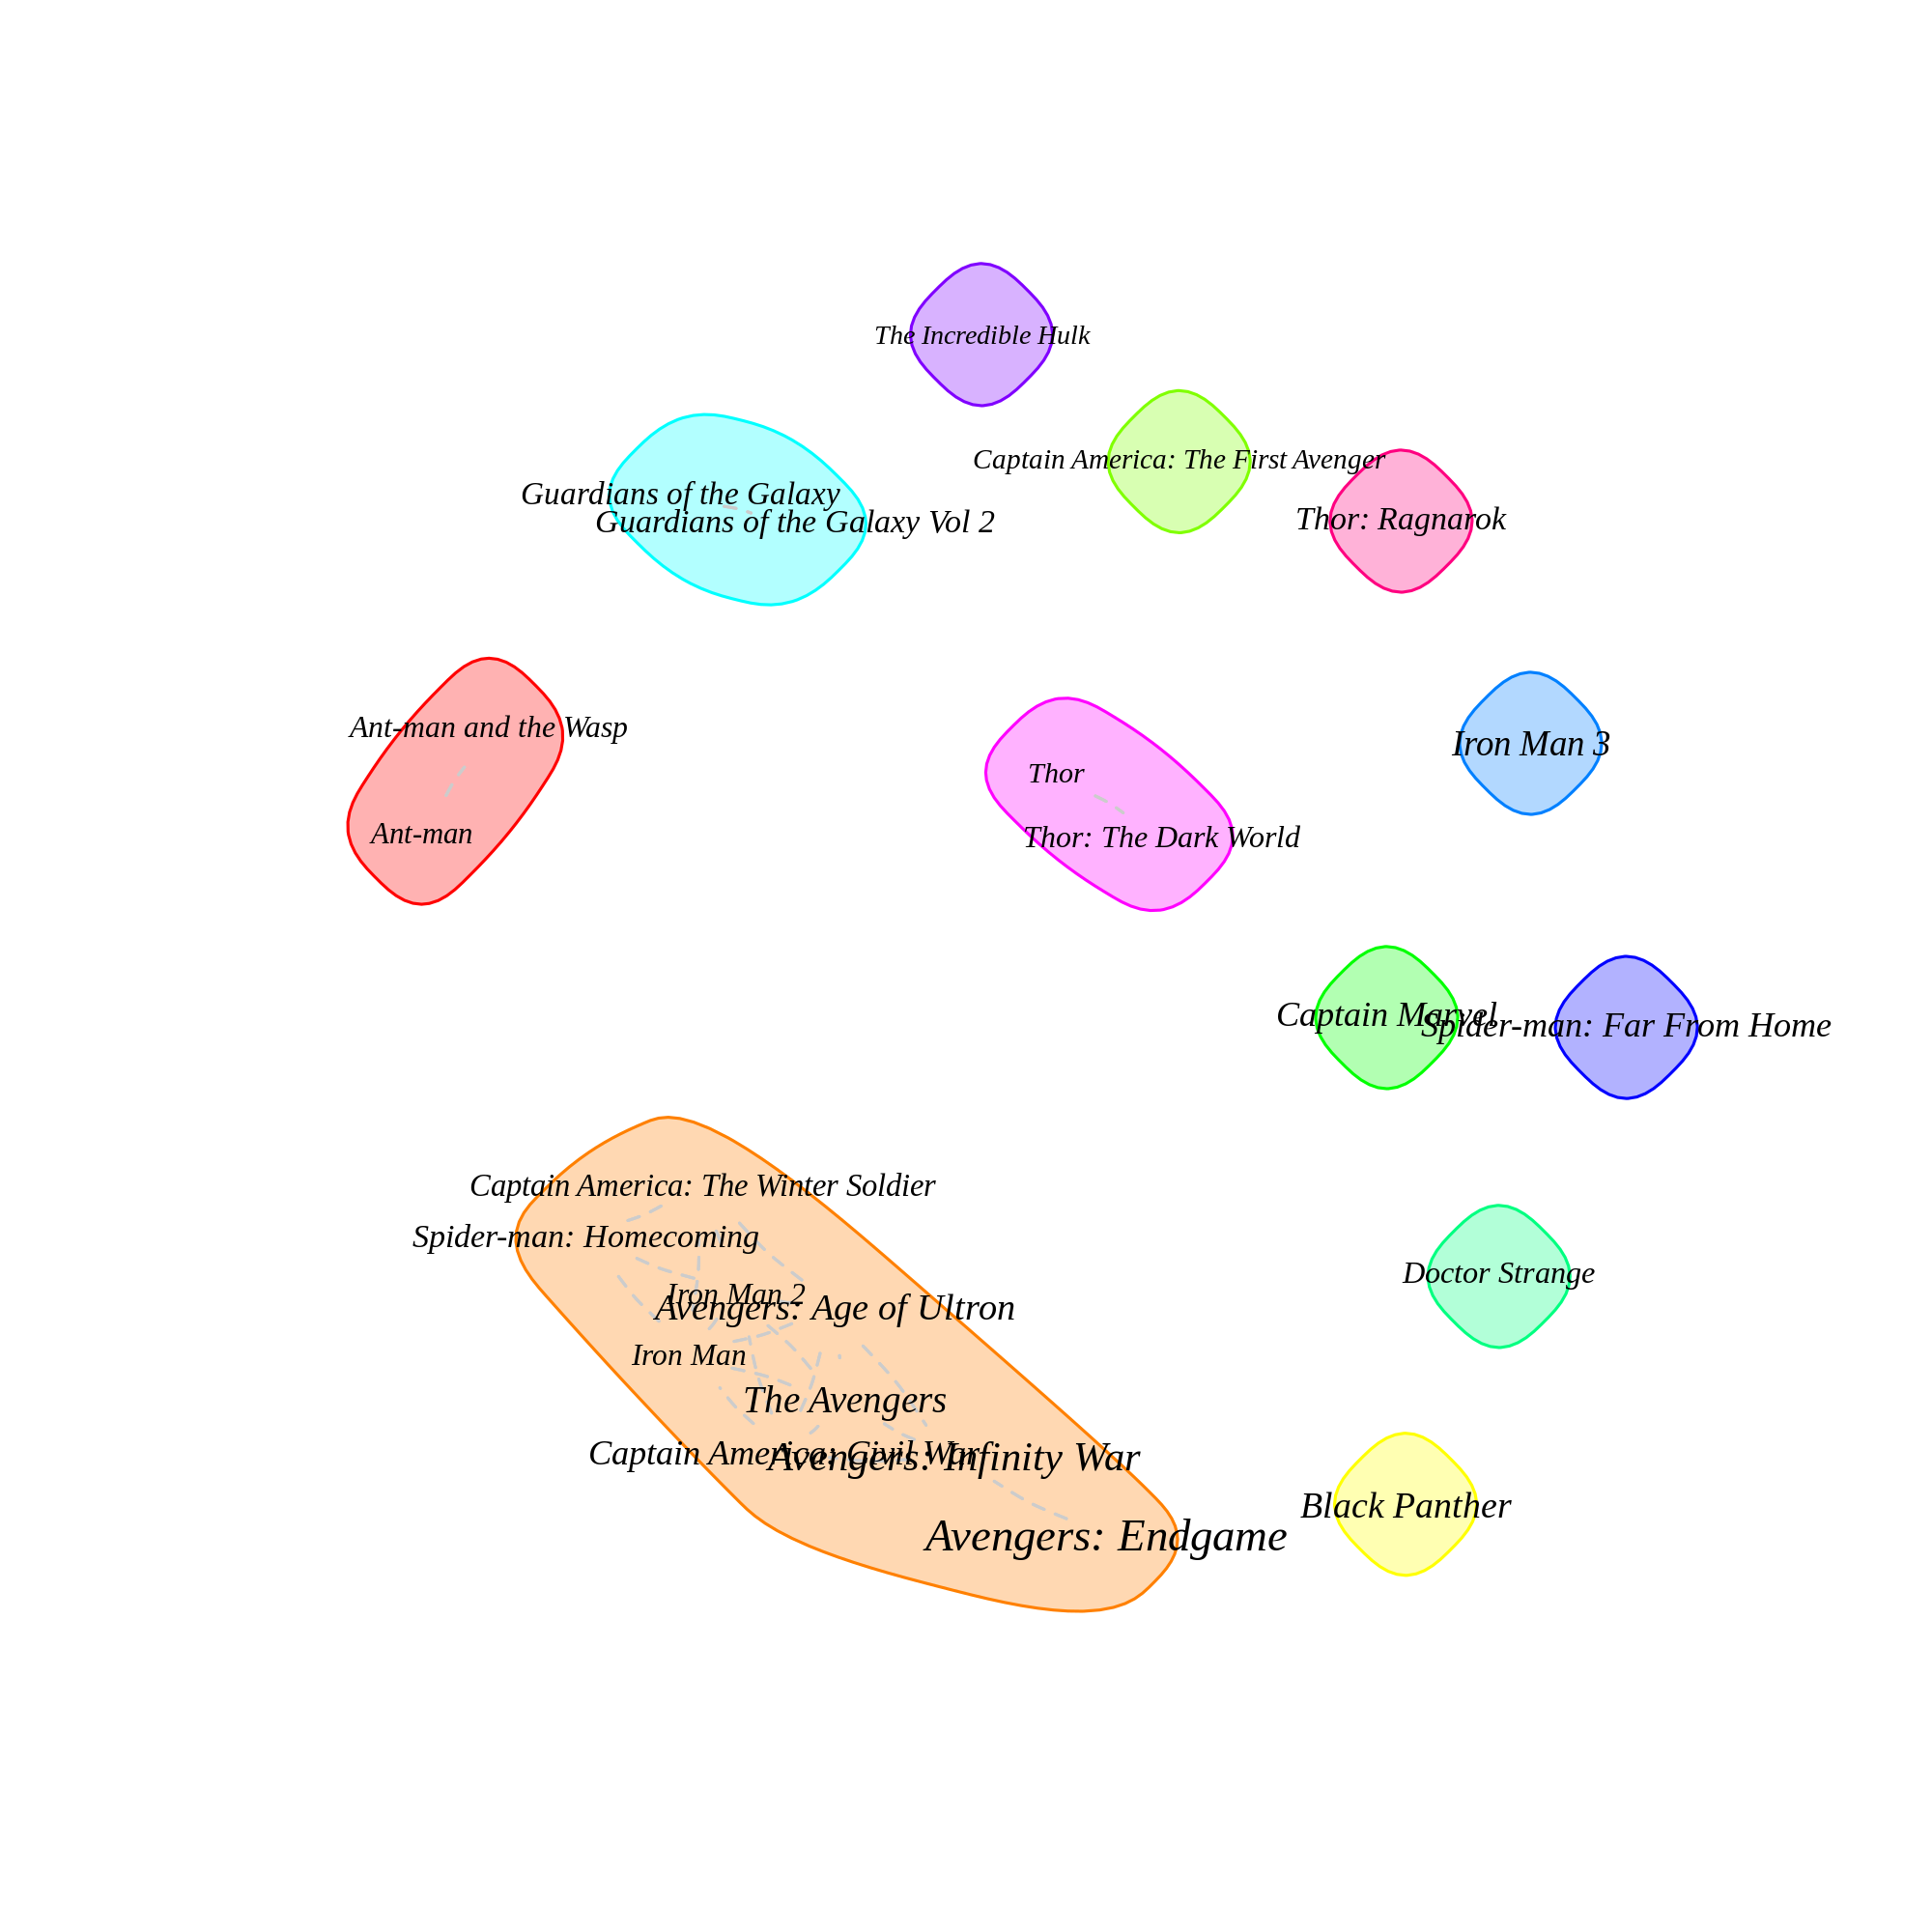 The Incredible Hulk
Captain America: The First Avenger
Guardians of the Galaxy
Thor: Ragnarok
Guardians of the Galaxy Vol 2
Ant-man and the Wasp
Iron Man 3
Thor
Ant-man
Thor: The Dark World
Captain Marvel
Spider-man: Far From Home
Captain America: The Winter Soldier
Spider-man: Homecoming
Doctor Strange
Iron Man 2
Avengers: Age of Ultron
Iron Man
The Avengers
Captain America: Civil War
Avengers: Infinity War
Black Panther
Avengers: Endgame